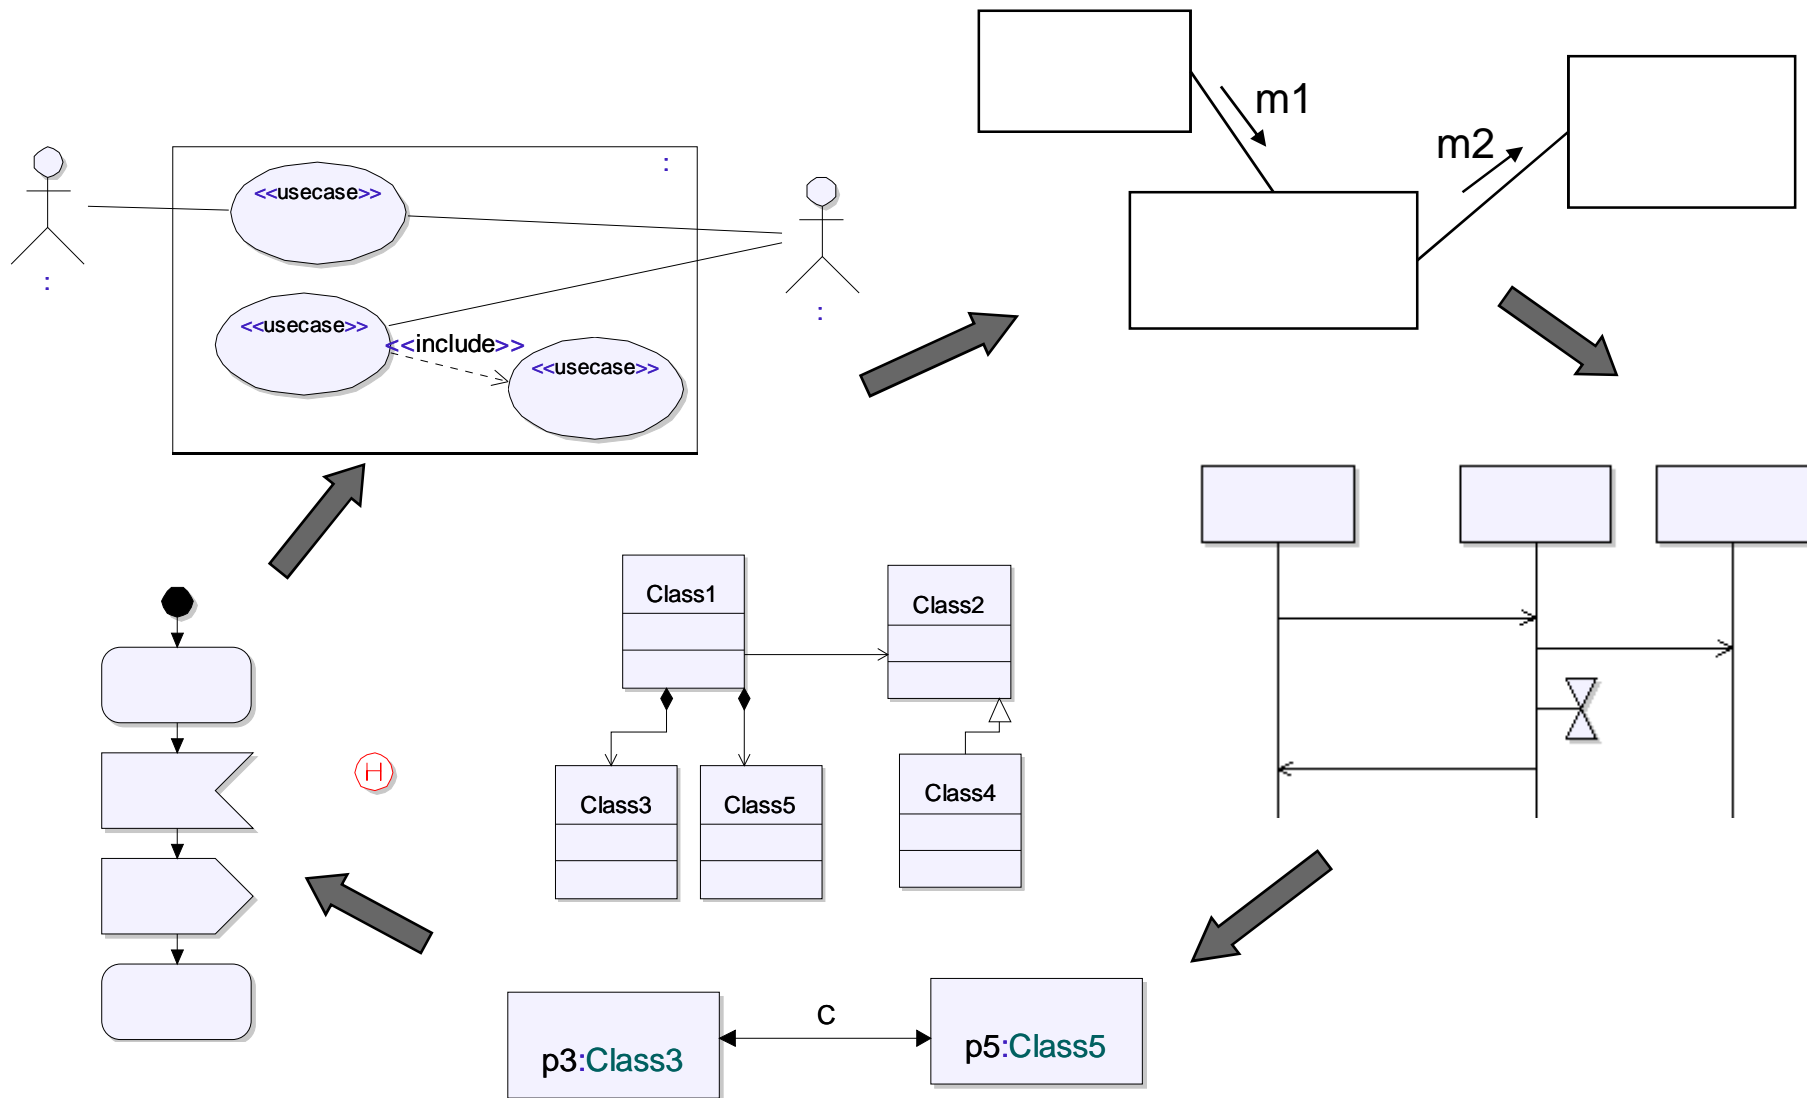 m1
m2
:
<<usecase>>
:
:
<<usecase>>
<<include>>
<<usecase>>
Class1
Class2
H
Class3
Class5
Class4
C
p3:Class3
p5:Class5